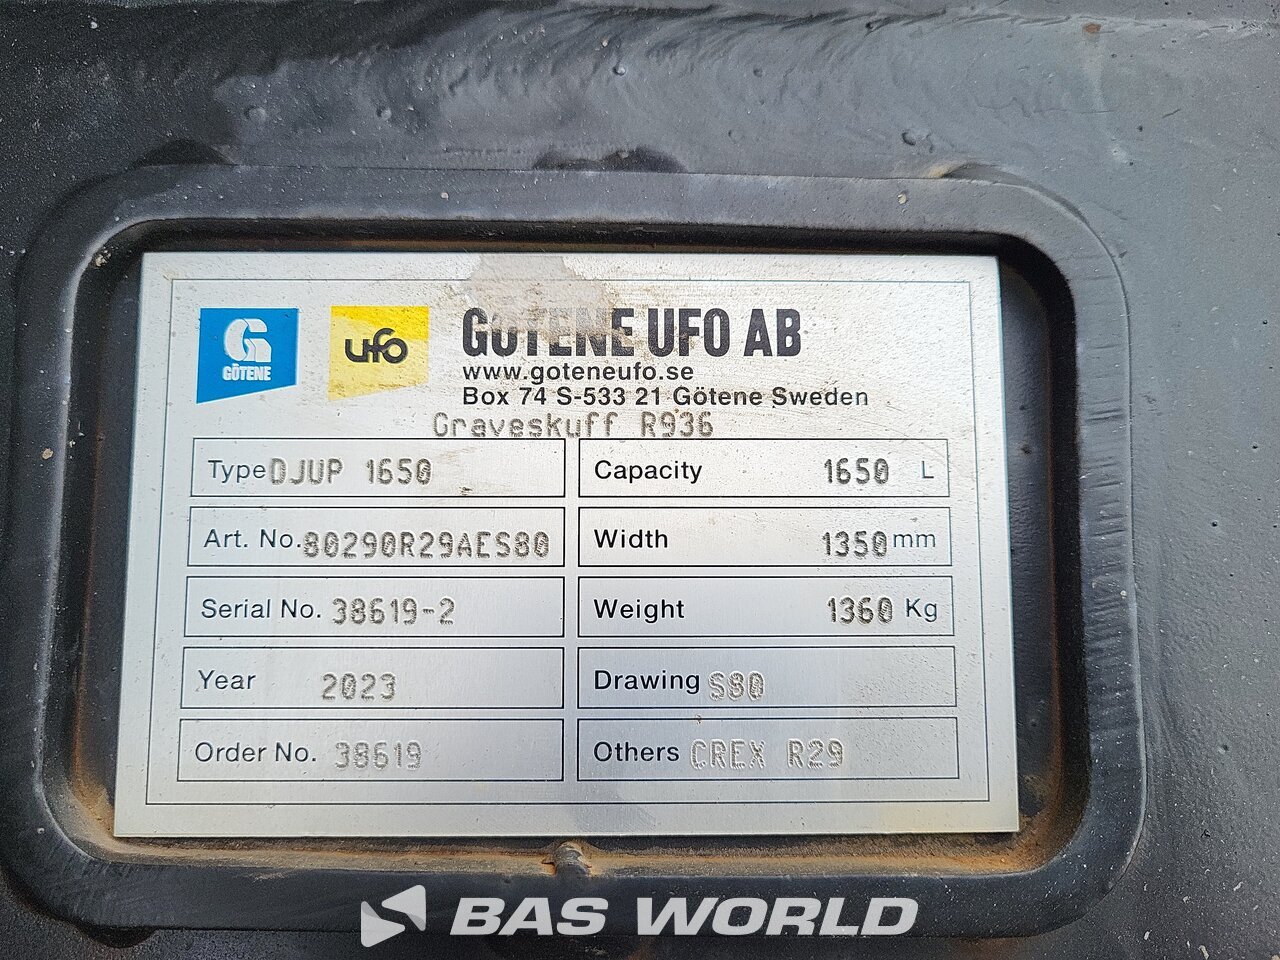 GÖTENE
ufo
GÖTENE UFO AB
www.goteneufo.se
Box 74 S-533 21 Götene Sweden
Graveskuff R936
Type DJUP 1650
Capacity 1650 L
Art. No. 80290R29AES80
Width 1350 mm
Serial No. 38619-2
Weight 1360 Kg
Year 2023
Drawing S80
Order No. 38619
Others CREX R29
BAS WORLD